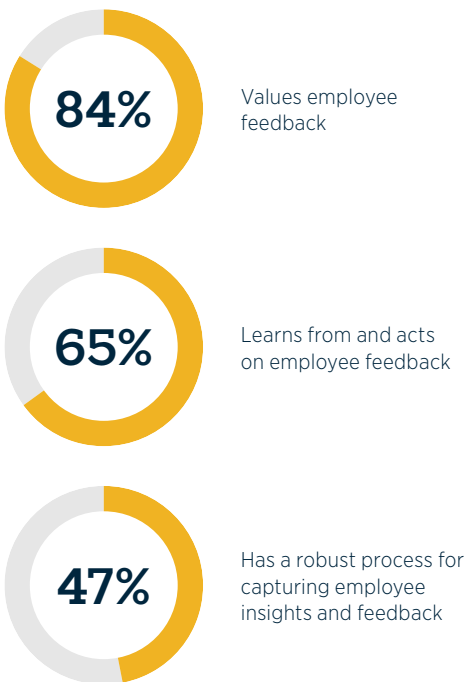 84%
Values employee
feedback
65%
Learns from and acts
on employee feedback
47%
Has a robust process for
capturing employee
insights and feedback